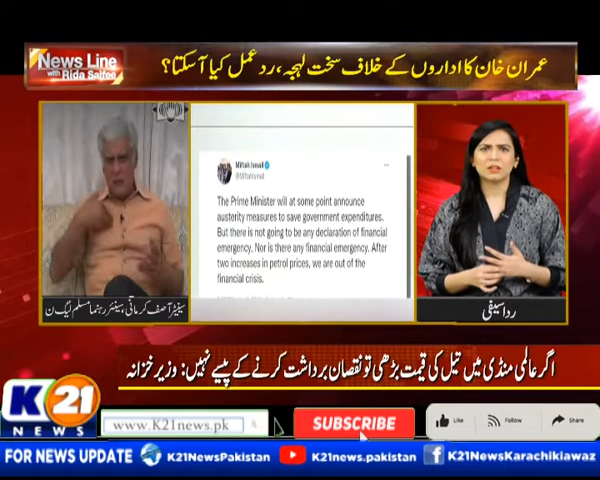 News Line
with Rida Saifee
عمران خان کا اداروں کے خلاف سخت لہجہ، رد عمل کیا آ سکتا؟
Miftah Ismail
@MiftahIsmail
The Prime Minister will at some point announce
austerity measures to save government expenditures.
But there is not going to be any declaration of financial
emergency. Nor is there any financial emergency. After
two increases in petrol prices, we are out of the
financial crisis.
سینیٹر آصف کرمانی، سینئر رہنما مسلم لیگ ن
ردا سیفی
اگر عالمی منڈی میں تیل کی قیمت بڑھی تو نقصان برداشت کرنے کے پیسے نہیں: وزیر خزانہ
K21
NEWS
www.K21news.pk
SUBSCRIBE
Like
Follow
Share
FOR NEWS UPDATE
K21NewsPakistan
K21news.pakistan
K21NewsKarachikiawaz